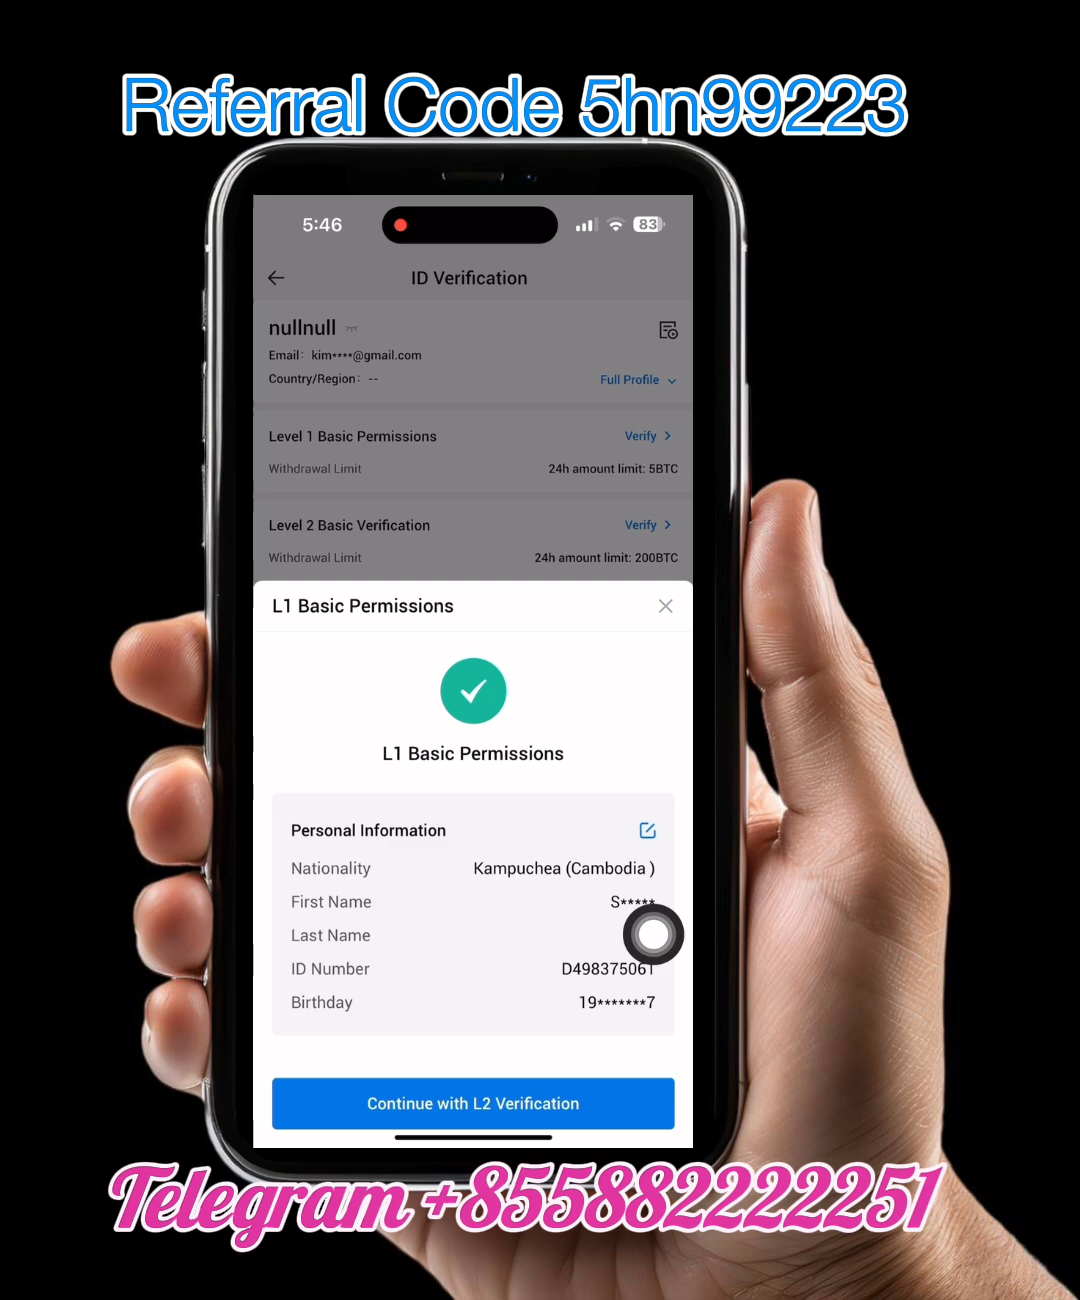 Referral Code 5hn99223
5:46
83
ID Verification
nullnull
Email: kim****@gmail.com
Country/Region: --
Full Profile
Level 1 Basic Permissions
Verify
Withdrawal Limit
24h amount limit: 5BTC
Level 2 Basic Verification
Verify
Withdrawal Limit
24h amount limit: 200BTC
L1 Basic Permissions
L1 Basic Permissions
Personal Information
Nationality
Kampuchea (Cambodia )
First Name
S*****
Last Name
ID Number
D498375061
Birthday
19*******7
Continue with L2 Verification
Telegram +855882222251